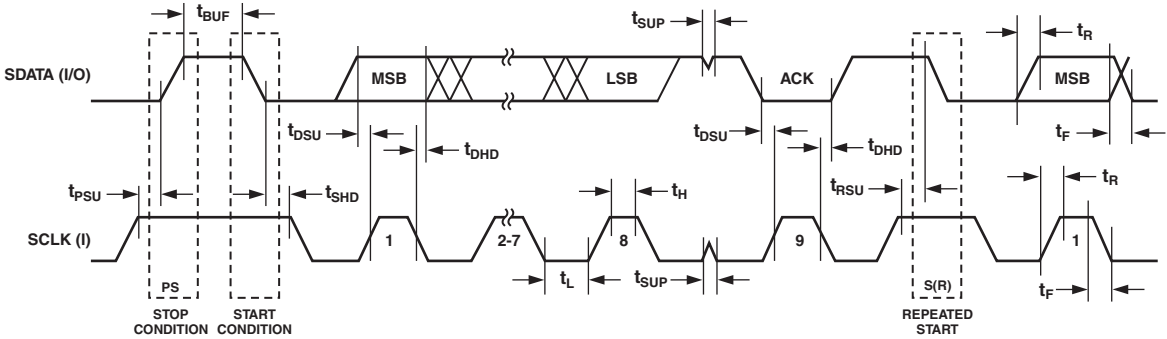 tBUF
tSUP
tR
SDATA (I/O)
MSB
LSB
ACK
MSB
tDSU
tDHD
tDSU
tDHD
tF
tPSU
tSHD
tH
tRSU
tR
SCLK (I)
1
2-7
8
9
1
tL
tSUP
tF
PS
S(R)
STOP
CONDITION
START
CONDITION
REPEATED
START